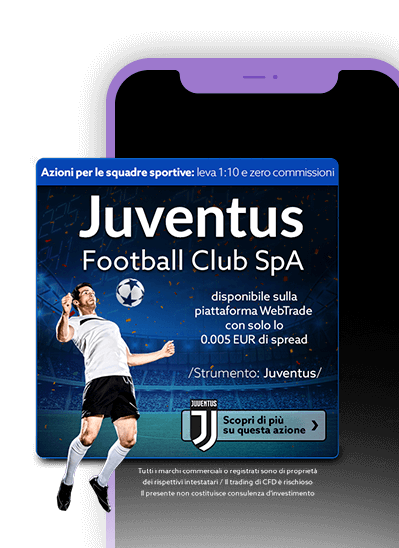 Azioni per le squadre sportive: leva 1:10 e zero commissioni
Juventus
Football Club SpA
disponibile sulla
piattaforma WebTrade
con solo lo
0.005 EUR di spread
/Strumento: Juventus/
JUVENTUS
Scopri di più
su questa azione
Tutti i marchi commerciali o registrati sono di proprietà
dei rispettivi intestatari / Il trading di CFD è rischioso
Il presente non costituisce consulenza d'investimento